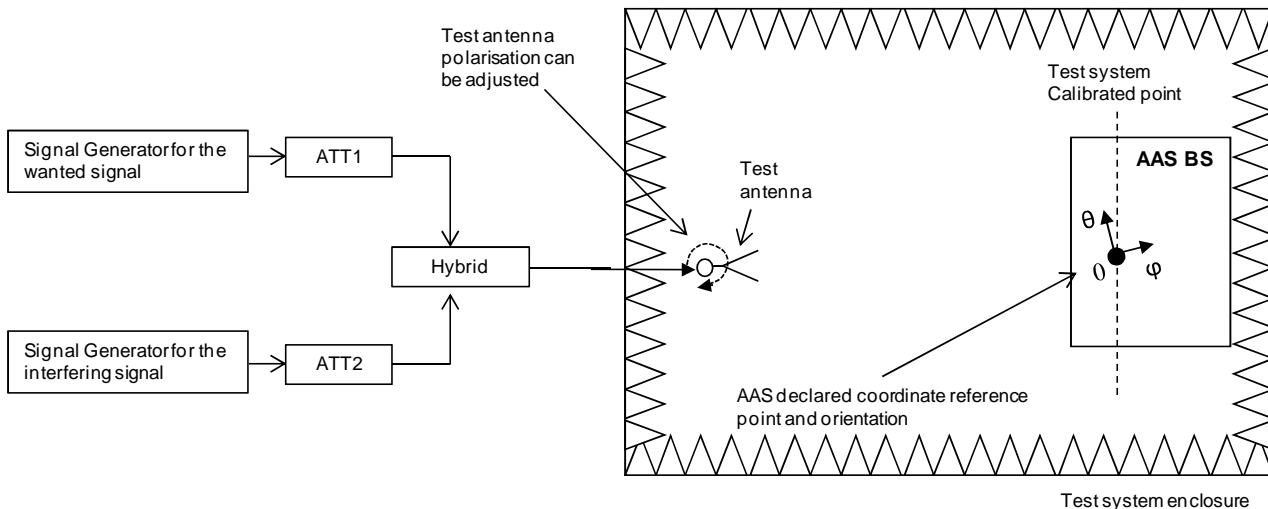 Test antenna
polarisation can
be adjusted
Test system
Calibrated point
Signal Generator for the
wanted signal
ATT1
AAS BS
Test
antenna
θ
Hybrid
0
φ
Signal Generator for the
interfering signal
ATT2
AAS declared coordinate reference
point and orientation
Test system enclosure